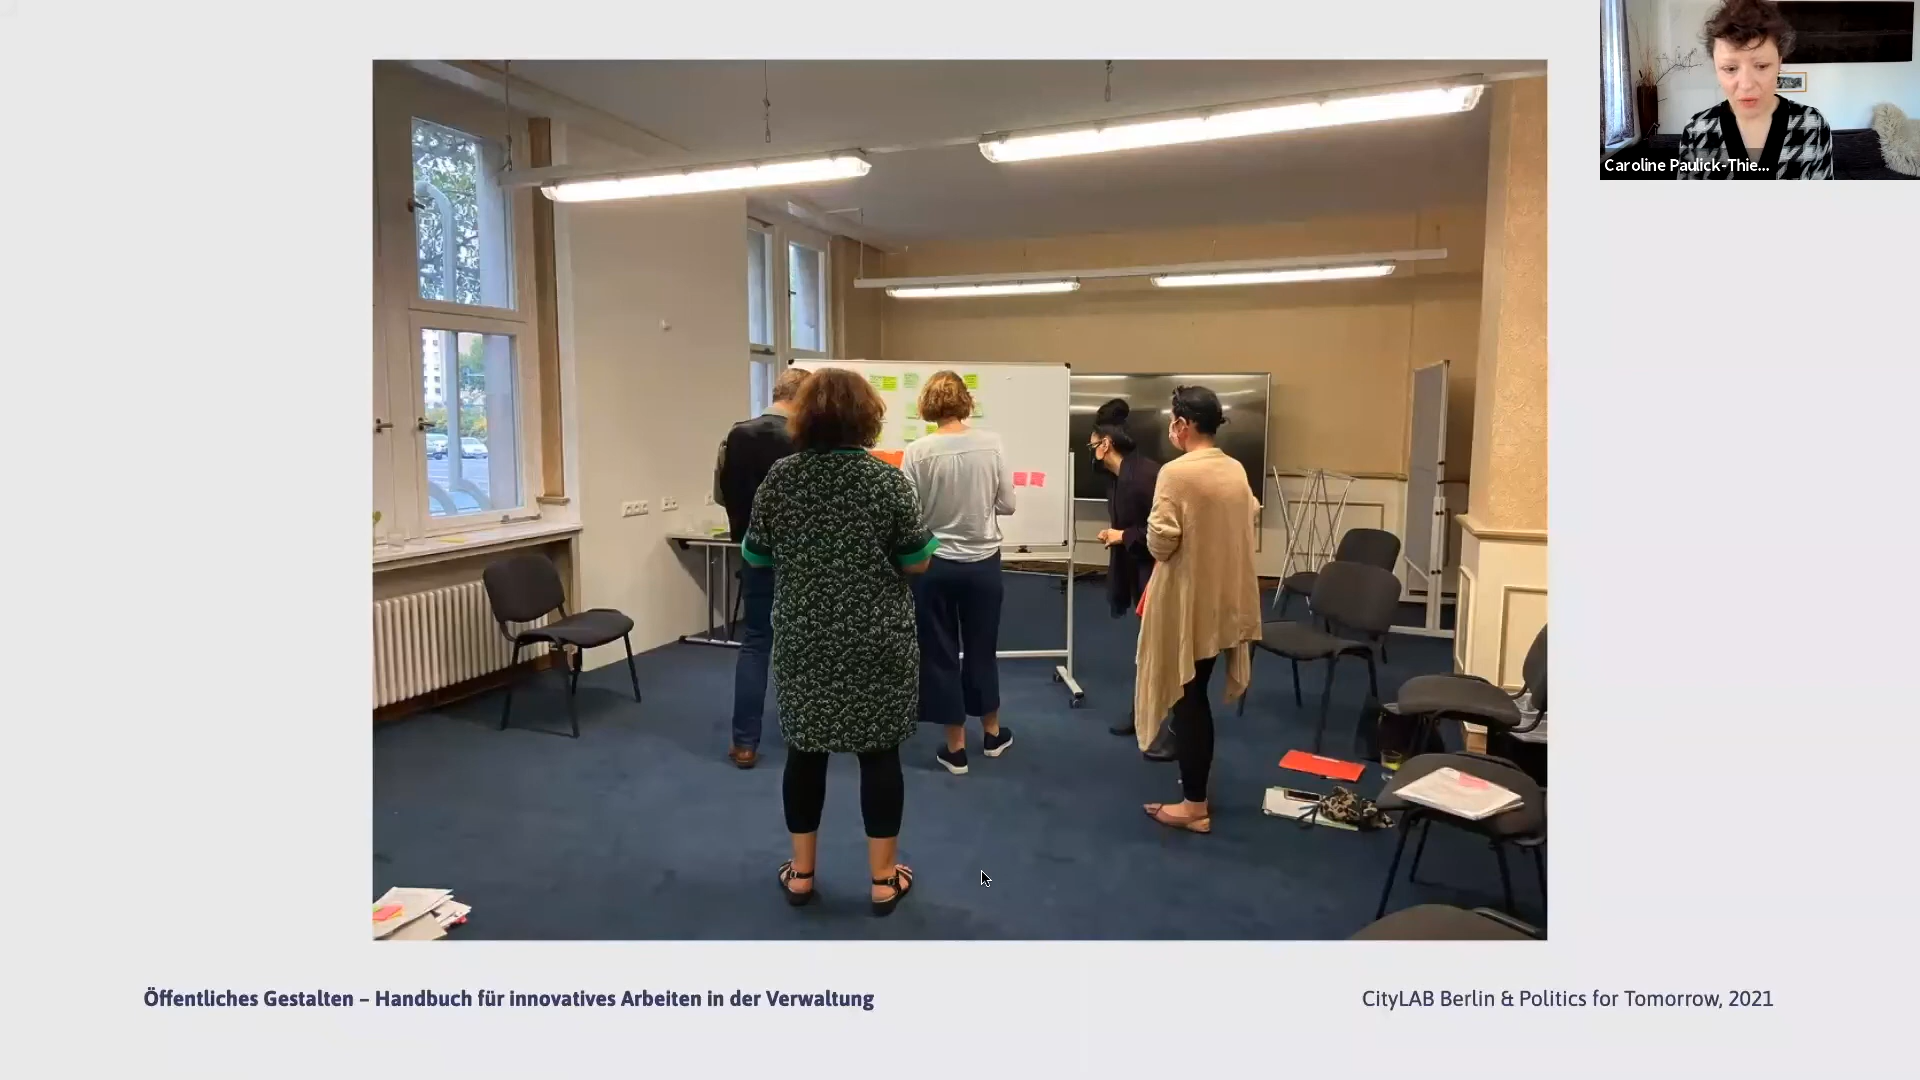 Caroline Paulick-Thie...
Öffentliches Gestalten – Handbuch für innovatives Arbeiten in der Verwaltung
CityLAB Berlin & Politics for Tomorrow, 2021